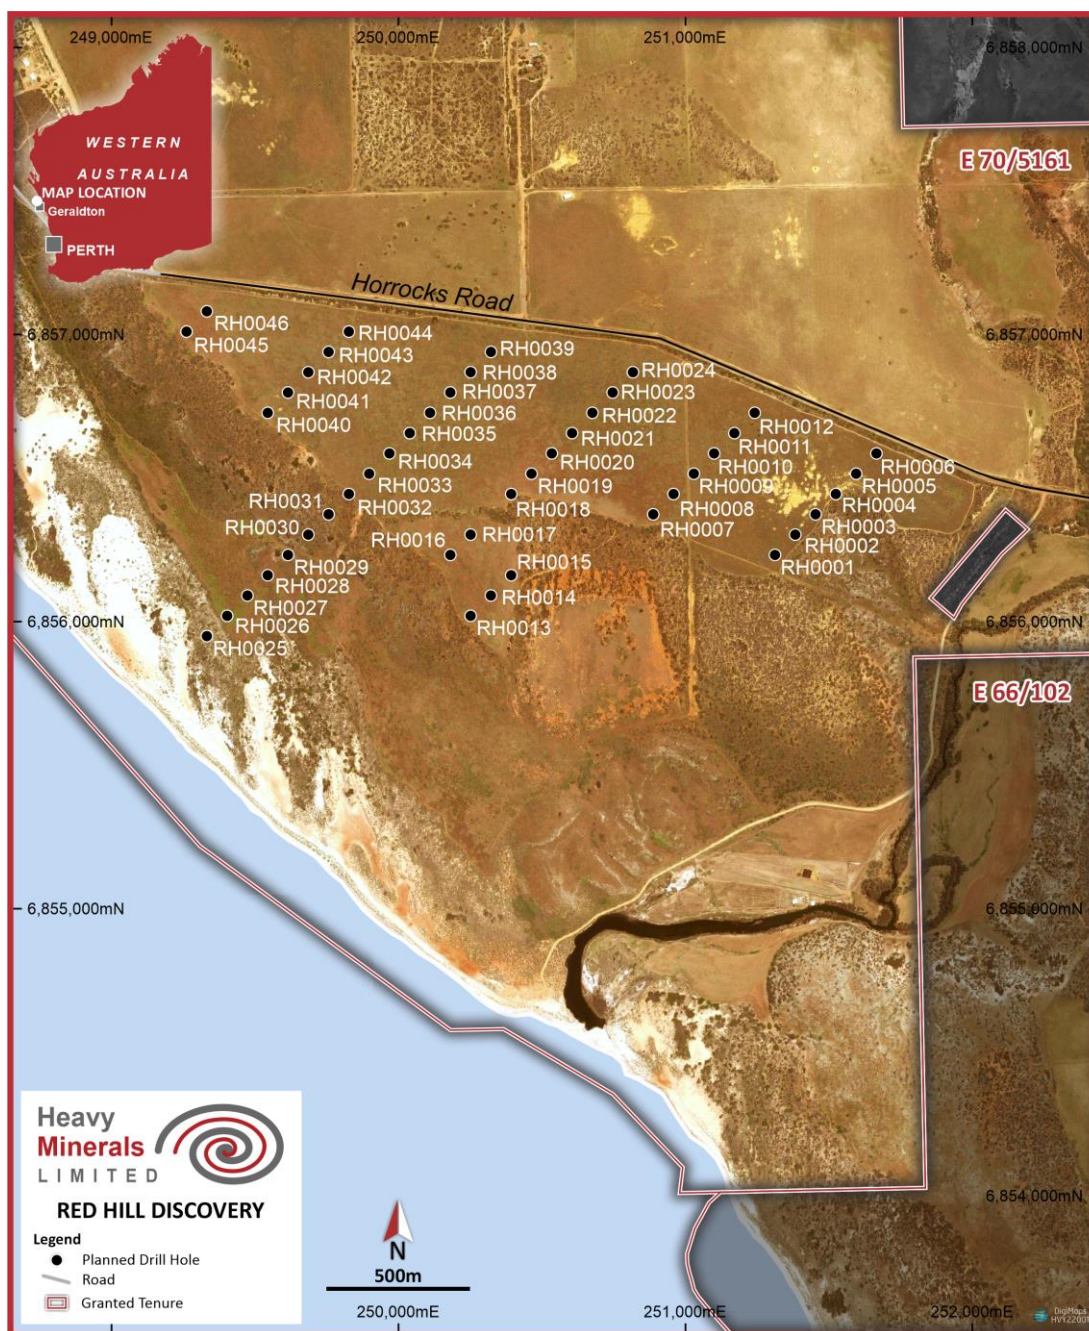 249,000mE
250,000mE
251,000mE
6,858,000mN
E 70/5161
WESTERN
AUSTRALIA
MAP LOCATION
Geraldton
PERTH
Horrocks Road
6,857,000mN
6,857,000mN
RH0046
RH0045
RH0044
RH0043
RH0042
RH0041
RH0040
RH0039
RH0038
RH0037
RH0036
RH0035
RH0034
RH0033
RH0032
RH0031
RH0030
RH0029
RH0028
RH0027
RH0026
RH0025
RH0024
RH0023
RH0022
RH0021
RH0020
RH0019
RH0018
RH0017
RH0016
RH0015
RH0014
RH0013
RH0012
RH0011
RH0010
RH0009
RH0008
RH0007
RH0006
RH0005
RH0004
RH0003
RH0002
RH0001
6,856,000mN
6,856,000mN
E 66/102
6,855,000mN
6,855,000mN
6,854,000mN
Heavy
Minerals
LIMITED
RED HILL DISCOVERY
Legend
Planned Drill Hole
Road
Granted Tenure
N
500m
250,000mE
251,000mE
252,000mE
DigiMaps